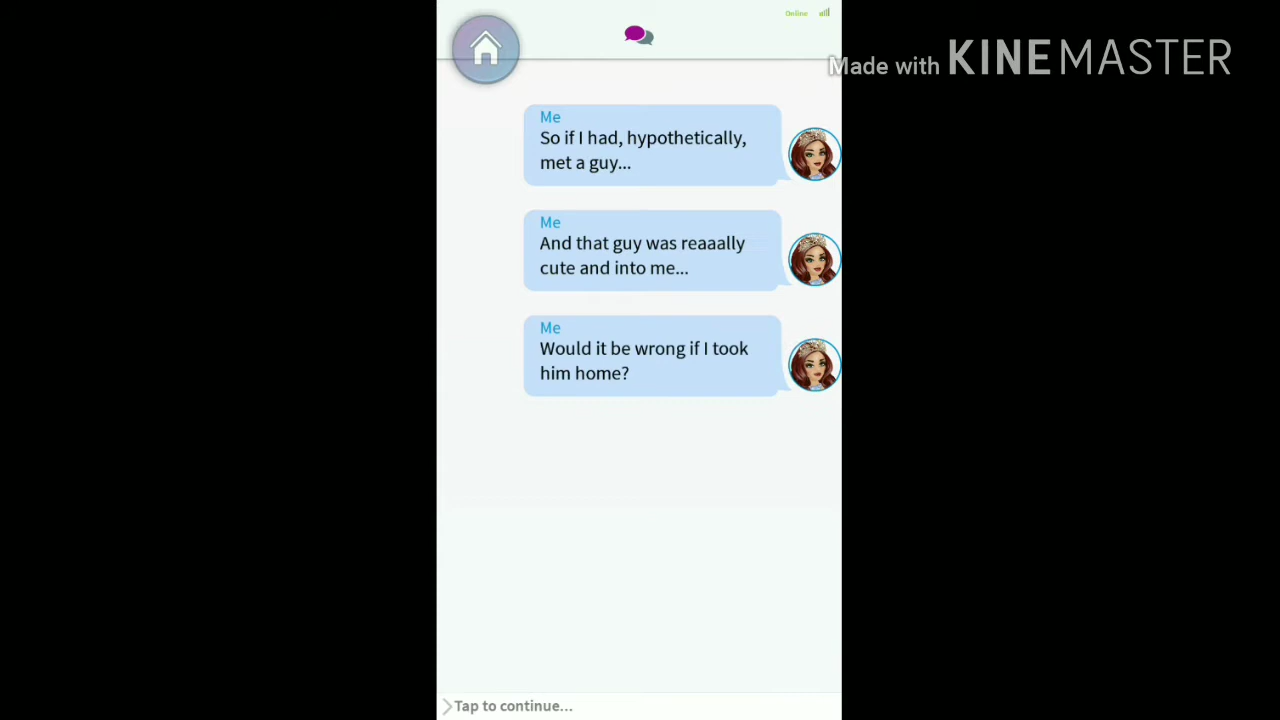 Online
Made with KINEMASTER
Me
So if I had, hypothetically,
met a guy...
Me
And that guy was reaaally
cute and into me...
Me
Would it be wrong if I took
him home?
Tap to continue...